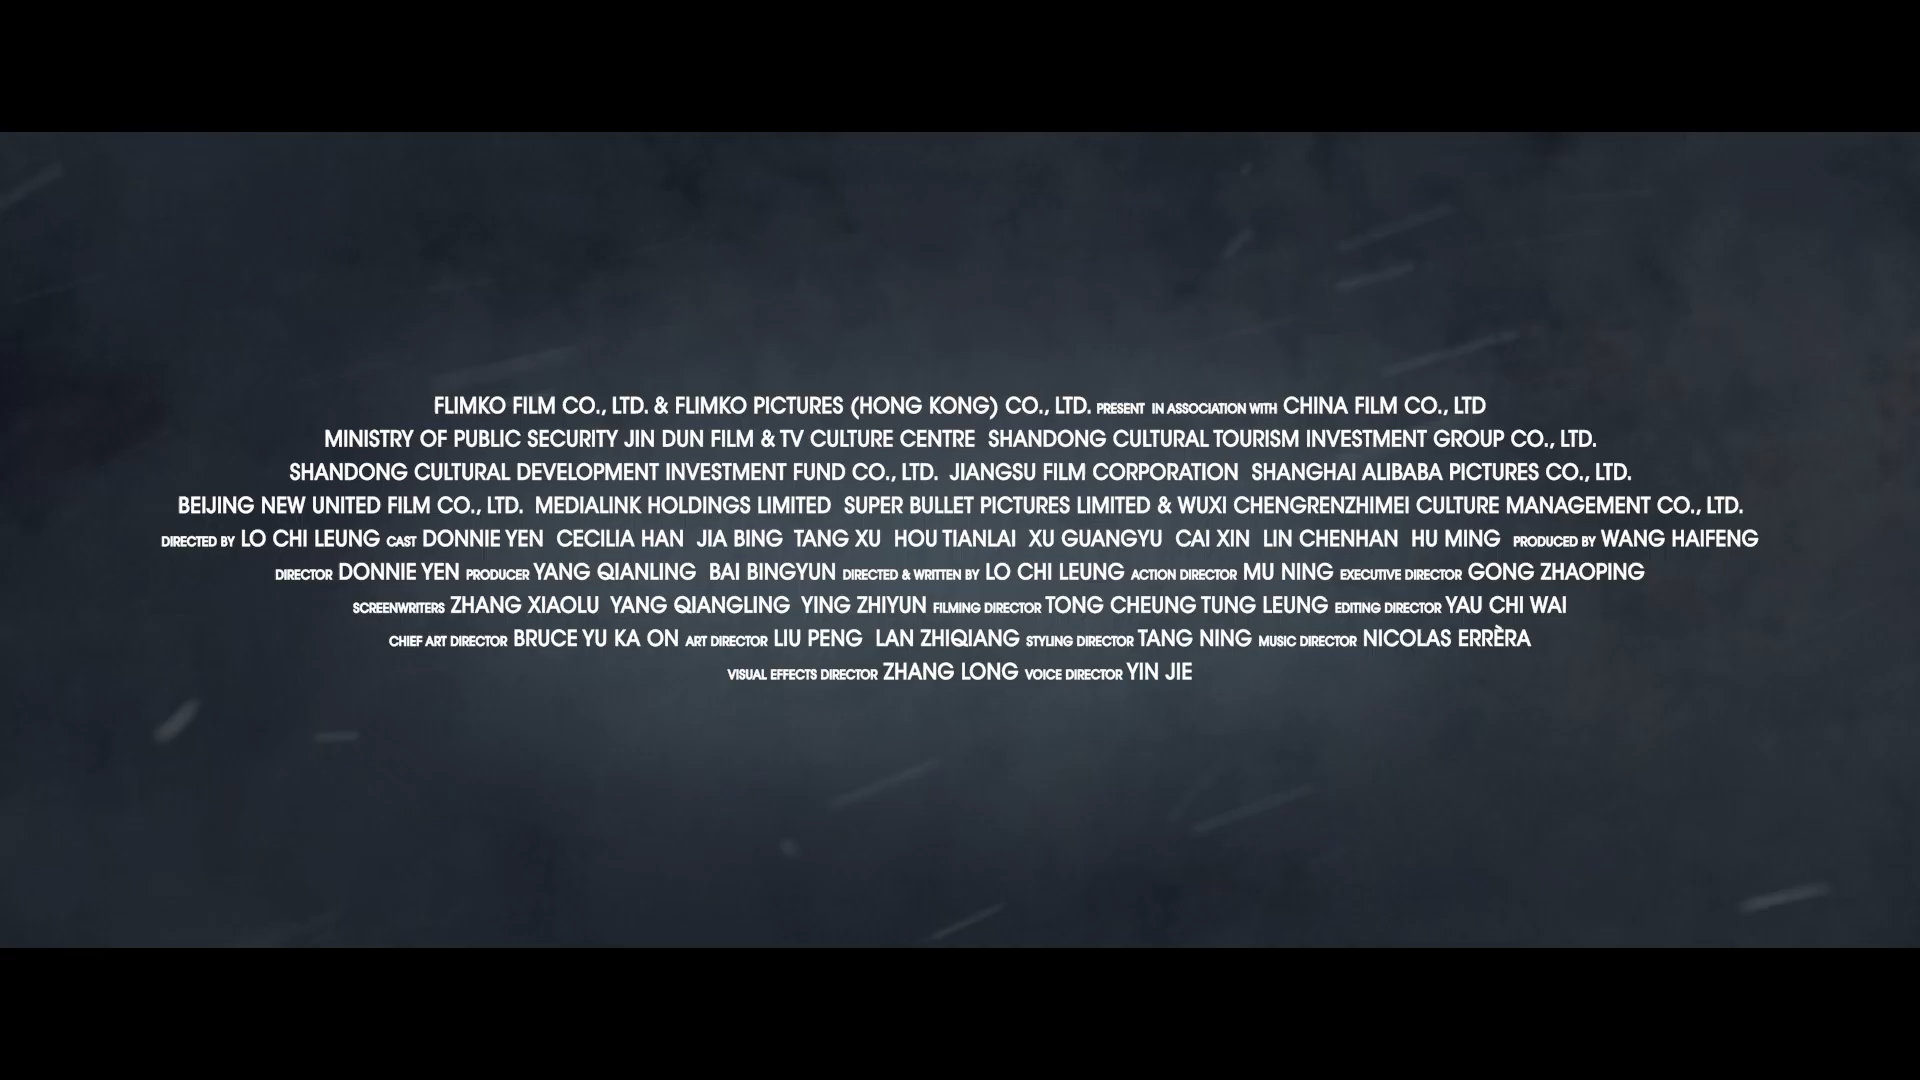 FLIMKO FILM CO., LTD. & FLIMKO PICTURES (HONG KONG) CO., LTD. PRESENT IN ASSOCIATION WITH CHINA FILM CO., LTD
MINISTRY OF PUBLIC SECURITY JIN DUN FILM & TV CULTURE CENTRE SHANDONG CULTURAL TOURISM INVESTMENT GROUP CO., LTD.
SHANDONG CULTURAL DEVELOPMENT INVESTMENT FUND CO., LTD. JIANGSU FILM CORPORATION SHANGHAI ALIBABA PICTURES CO., LTD.
BEIJING NEW UNITED FILM CO., LTD. MEDIALINK HOLDINGS LIMITED SUPER BULLET PICTURES LIMITED & WUXI CHENGRENZHIMEI CULTURE MANAGEMENT CO., LTD.
DIRECTED BY LO CHI LEUNG CAST DONNIE YEN CECILIA HAN JIA BING TANG XU HOU TIANLAI XU GUANGYU CAI XIN LIN CHENHAN HU MING PRODUCED BY WANG HAIFENG
DIRECTOR DONNIE YEN PRODUCER YANG QIANLING BAI BINGYUN DIRECTED & WRITTEN BY LO CHI LEUNG ACTION DIRECTOR MU NING EXECUTIVE DIRECTOR GONG ZHAOPING
SCREENWRITERS ZHANG XIAOLU YANG QIANGLING YING ZHIYUN FILMING DIRECTOR TONG CHEUNG TUNG LEUNG EDITING DIRECTOR YAU CHI WAI
CHIEF ART DIRECTOR BRUCE YU KA ON ART DIRECTOR LIU PENG LAN ZHIQIANG STYLING DIRECTOR TANG NING MUSIC DIRECTOR NICOLAS ERRÈRA
VISUAL EFFECTS DIRECTOR ZHANG LONG VOICE DIRECTOR YIN JIE